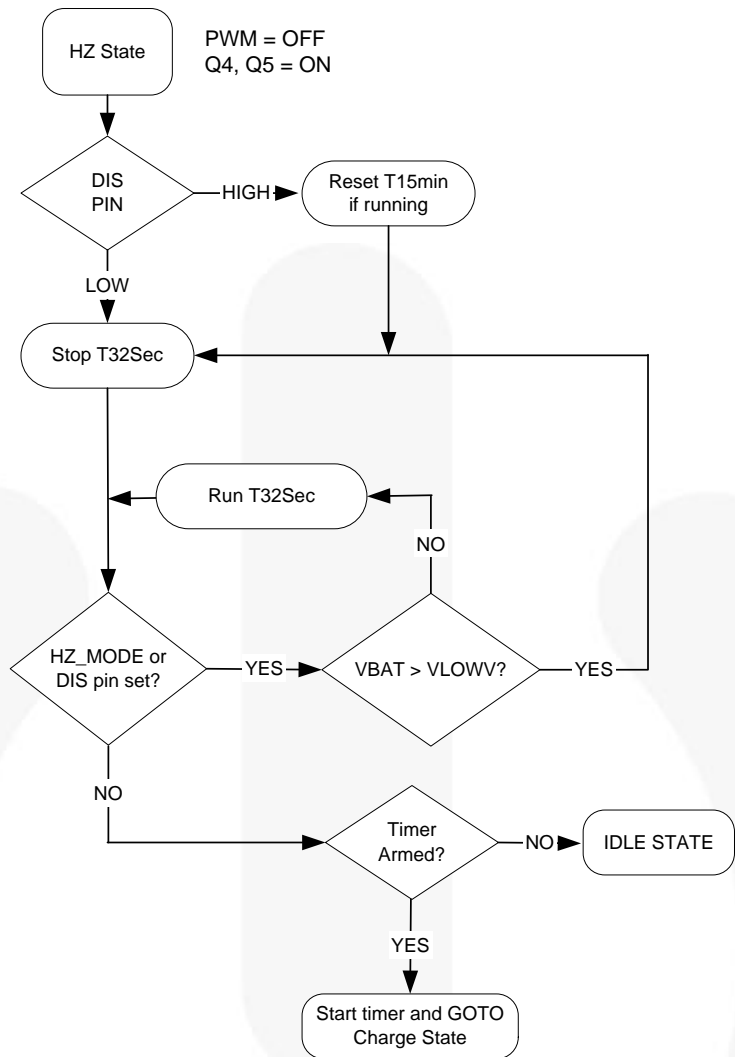 HZ State
PWM = OFF
Q4, Q5 = ON
DIS
PIN
HIGH
Reset T15min
if running
LOW
Stop T32Sec
Run T32Sec
NO
HZ_MODE or
DIS pin set?
YES
VBAT > VLOWV?
YES
NO
Timer
Armed?
NO
IDLE STATE
YES
Start timer and GOTO
Charge State